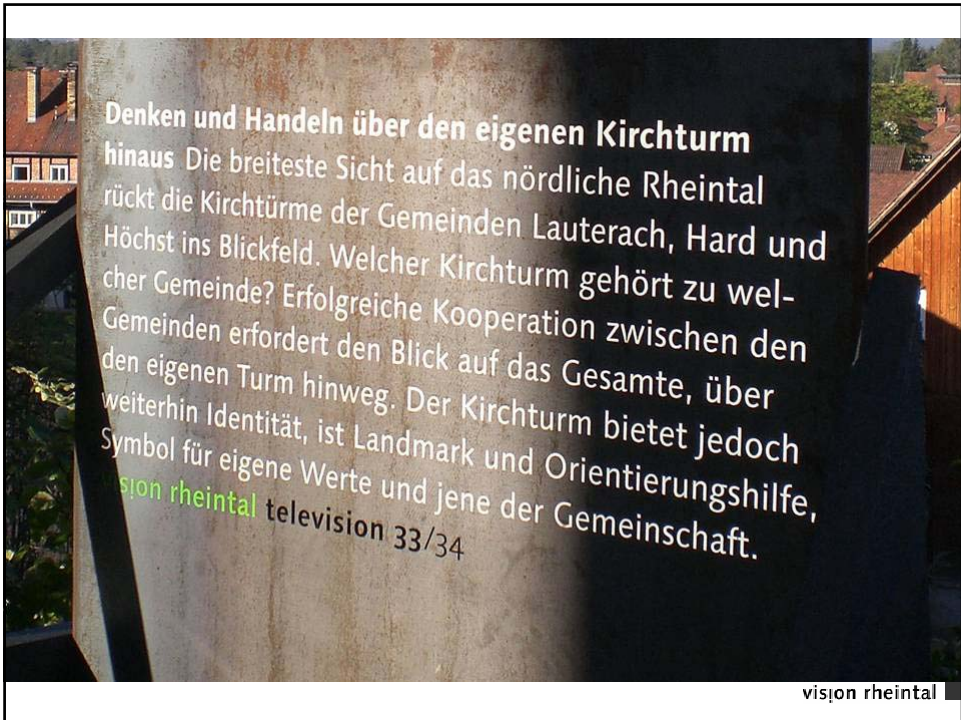 Denken und Handeln über den eigenen Kirchturm
hinaus Die breiteste Sicht auf das nördliche Rheintal
rückt die Kirchtürme der Gemeinden Lauterach, Hard und
Höchst ins Blickfeld. Welcher Kirchturm gehört zu wel-
cher Gemeinde? Erfolgreiche Kooperation zwischen den
Gemeinden erfordert den Blick auf das Gesamte, über
den eigenen Turm hinweg. Der Kirchturm bietet jedoch
weiterhin Identität, ist Landmark und Orientierungshilfe,
Symbol für eigene Werte und jene der Gemeinschaft.
vision rheintal television 33/34
vision rheintal